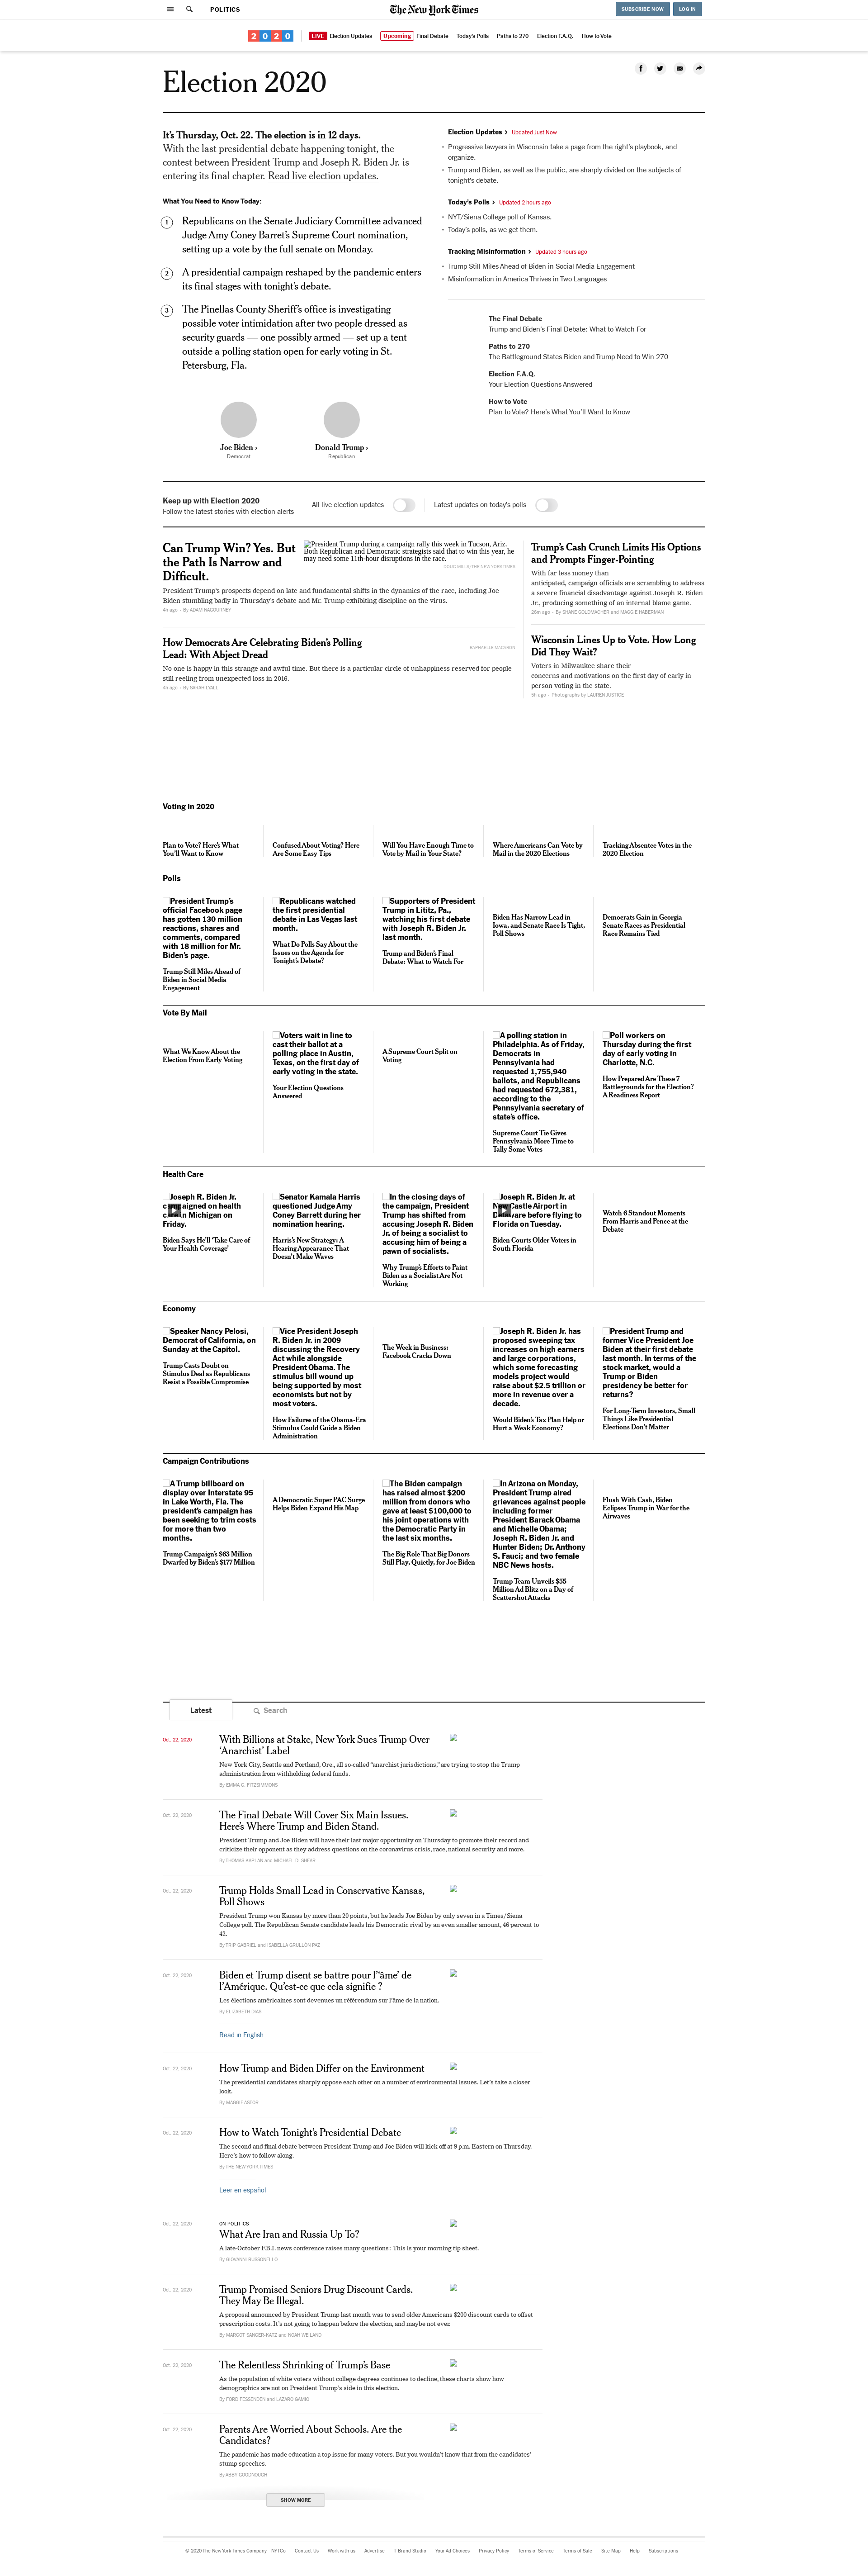 POLITICS
The New York Times
SUBSCRIBE NOW
LOG IN
2020
LIVE Election Updates
Upcoming Final Debate
Today's Polls
Paths to 270
Election F.A.Q.
How to Vote
Election 2020
It's Thursday, Oct. 22. The election is in 12 days.
With the last presidential debate happening tonight, the
contest between President Trump and Joseph R. Biden Jr. is
entering its final chapter. Read live election updates.
What You Need to Know Today:
1
Republicans on the Senate Judiciary Committee advanced
Judge Amy Coney Barret's Supreme Court nomination,
setting up a vote by the full senate on Monday.
2
A presidential campaign reshaped by the pandemic enters
its final stages with tonight's debate.
3
The Pinellas County Sheriff's office is investigating
possible voter intimidation after two people dressed as
security guards — one possibly armed — set up a tent
outside a polling station open for early voting in St.
Petersburg, Fla.
Joe Biden ›
Democrat
Donald Trump ›
Republican
Election Updates › Updated Just Now
• Progressive lawyers in Wisconsin take a page from the right's playbook, and
organize.
• Trump and Biden, as well as the public, are sharply divided on the subjects of
tonight's debate.
Today's Polls › Updated 2 hours ago
• NYT/Siena College poll of Kansas.
• Today's polls, as we get them.
Tracking Misinformation › Updated 3 hours ago
• Trump Still Miles Ahead of Biden in Social Media Engagement
• Misinformation in America Thrives in Two Languages
The Final Debate
Trump and Biden's Final Debate: What to Watch For
Paths to 270
The Battleground States Biden and Trump Need to Win 270
Election F.A.Q.
Your Election Questions Answered
How to Vote
Plan to Vote? Here's What You'll Want to Know
Keep up with Election 2020
Follow the latest stories with election alerts
All live election updates
Latest updates on today's polls
Can Trump Win? Yes. But
the Path Is Narrow and
Difficult.
President Trump during a campaign rally this week in Tucson, Ariz.
Both Republican and Democratic strategists said that to win this year, he
may need some 11th-hour disruptions in the race.
DOUG MILLS/THE NEW YORK TIMES
President Trump's prospects depend on late and fundamental shifts in the dynamics of the race, including Joe
Biden stumbling badly in Thursday's debate and Mr. Trump exhibiting discipline on the virus.
4h ago • By ADAM NAGOURNEY
How Democrats Are Celebrating Biden's Polling
Lead: With Abject Dread
RAPHAELLE MACARON
No one is happy in this strange and awful time. But there is a particular circle of unhappiness reserved for people
still reeling from unexpected loss in 2016.
4h ago • By SARAH LYALL
Trump's Cash Crunch Limits His Options
and Prompts Finger-Pointing
With far less money than
anticipated, campaign officials are scrambling to address
a severe financial disadvantage against Joseph R. Biden
Jr., producing something of an internal blame game.
26m ago • By SHANE GOLDMACHER and MAGGIE HABERMAN
Wisconsin Lines Up to Vote. How Long
Did They Wait?
Voters in Milwaukee share their
concerns and motivations on the first day of early in-
person voting in the state.
5h ago • Photographs by LAUREN JUSTICE
Voting in 2020
Plan to Vote? Here's What
You'll Want to Know
Confused About Voting? Here
Are Some Easy Tips
Will You Have Enough Time to
Vote by Mail in Your State?
Where Americans Can Vote by
Mail in the 2020 Elections
Tracking Absentee Votes in the
2020 Election
Polls
President Trump's
official Facebook page
has gotten 130 million
reactions, shares and
comments, compared
with 18 million for Mr.
Biden's page.
Trump Still Miles Ahead of
Biden in Social Media
Engagement
Republicans watched
the first presidential
debate in Las Vegas last
month.
What Do Polls Say About the
Issues on the Agenda for
Tonight's Debate?
Supporters of President
Trump in Lititz, Pa.,
watching his first debate
with Joseph R. Biden Jr.
last month.
Trump and Biden's Final
Debate: What to Watch For
Biden Has Narrow Lead in
Iowa, and Senate Race Is Tight,
Poll Shows
Democrats Gain in Georgia
Senate Races as Presidential
Race Remains Tied
Vote By Mail
What We Know About the
Election From Early Voting
Voters wait in line to
cast their ballot at a
polling place in Austin,
Texas, on the first day of
early voting in the state.
Your Election Questions
Answered
A Supreme Court Split on
Voting
A polling station in
Philadelphia. As of Friday,
Democrats in
Pennsylvania had
requested 1,755,940
ballots, and Republicans
had requested 672,381,
according to the
Pennsylvania secretary of
state's office.
Supreme Court Tie Gives
Pennsylvania More Time to
Tally Some Votes
Poll workers on
Thursday during the first
day of early voting in
Charlotte, N.C.
How Prepared Are These 7
Battlegrounds for the Election?
A Readiness Report
Health Care
Joseph R. Biden Jr.
campaigned on health
in Michigan on
Friday.
Biden Says He'll 'Take Care of
Your Health Coverage'
Senator Kamala Harris
questioned Judge Amy
Coney Barrett during her
nomination hearing.
Harris's New Strategy: A
Hearing Appearance That
Doesn't Make Waves
In the closing days of
the campaign, President
Trump has shifted from
accusing Joseph R. Biden
Jr. of being a socialist to
accusing him of being a
pawn of socialists.
Why Trump's Efforts to Paint
Biden as a Socialist Are Not
Working
Joseph R. Biden Jr. at
New Castle Airport in
Delaware before flying to
Florida on Tuesday.
Biden Courts Older Voters in
South Florida
Watch 6 Standout Moments
From Harris and Pence at the
Debate
Economy
Speaker Nancy Pelosi,
Democrat of California, on
Sunday at the Capitol.
Trump Casts Doubt on
Stimulus Deal as Republicans
Resist a Possible Compromise
Vice President Joseph
R. Biden Jr. in 2009
discussing the Recovery
Act while alongside
President Obama. The
stimulus bill wound up
being supported by most
economists but not by
most voters.
How Failures of the Obama-Era
Stimulus Could Guide a Biden
Administration
The Week in Business:
Facebook Cracks Down
Joseph R. Biden Jr. has
proposed sweeping tax
increases on high earners
and large corporations,
which some forecasting
models project would
raise about $2.5 trillion or
more in revenue over a
decade.
Would Biden's Tax Plan Help or
Hurt a Weak Economy?
President Trump and
former Vice President Joe
Biden at their first debate
last month. In terms of the
stock market, would a
Trump or Biden
presidency be better for
returns?
For Long-Term Investors, Small
Things Like Presidential
Elections Don't Matter
Campaign Contributions
A Trump billboard on
display over Interstate 95
in Lake Worth, Fla. The
president's campaign has
been seeking to trim costs
for more than two
months.
Trump Campaign's $63 Million
Dwarfed by Biden's $177 Million
A Democratic Super PAC Surge
Helps Biden Expand His Map
The Biden campaign
has raised almost $200
million from donors who
gave at least $100,000 to
his joint operations with
the Democratic Party in
the last six months.
The Big Role That Big Donors
Still Play, Quietly, for Joe Biden
In Arizona on Monday,
President Trump aired
grievances against people
including former
President Barack Obama
and Michelle Obama;
Joseph R. Biden Jr. and
Hunter Biden; Dr. Anthony
S. Fauci; and two female
NBC News hosts.
Trump Team Unveils $55
Million Ad Blitz on a Day of
Scattershot Attacks
Flush With Cash, Biden
Eclipses Trump in War for the
Airwaves
Latest
Search
Oct. 22, 2020
With Billions at Stake, New York Sues Trump Over
'Anarchist' Label
New York City, Seattle and Portland, Ore., all so-called "anarchist jurisdictions," are trying to stop the Trump
administration from withholding federal funds.
By EMMA G. FITZSIMMONS
Oct. 22, 2020
The Final Debate Will Cover Six Main Issues.
Here's Where Trump and Biden Stand.
President Trump and Joe Biden will have their last major opportunity on Thursday to promote their record and
criticize their opponent as they address questions on the coronavirus crisis, race, national security and more.
By THOMAS KAPLAN and MICHAEL D. SHEAR
Oct. 22, 2020
Trump Holds Small Lead in Conservative Kansas,
Poll Shows
President Trump won Kansas by more than 20 points, but he leads Joe Biden by only seven in a Times/Siena
College poll. The Republican Senate candidate leads his Democratic rival by an even smaller amount, 46 percent to
42.
By TRIP GABRIEL and ISABELLA GRULLÓN PAZ
Oct. 22, 2020
Biden et Trump disent se battre pour l'‘âme’ de
l'Amérique. Qu'est-ce que cela signifie ?
Les élections américaines sont devenues un référendum sur l'âme de la nation.
By ELIZABETH DIAS
Read in English
Oct. 22, 2020
How Trump and Biden Differ on the Environment
The presidential candidates sharply oppose each other on a number of environmental issues. Let's take a closer
look.
By MAGGIE ASTOR
Oct. 22, 2020
How to Watch Tonight's Presidential Debate
The second and final debate between President Trump and Joe Biden will kick off at 9 p.m. Eastern on Thursday.
Here's how to follow along.
By THE NEW YORK TIMES
Leer en español
Oct. 22, 2020
ON POLITICS
What Are Iran and Russia Up To?
A late-October F.B.I. news conference raises many questions: This is your morning tip sheet.
By GIOVANNI RUSSONELLO
Oct. 22, 2020
Trump Promised Seniors Drug Discount Cards.
They May Be Illegal.
A proposal announced by President Trump last month was to send older Americans $200 discount cards to offset
prescription costs. It's not going to happen before the election, and maybe not ever.
By MARGOT SANGER-KATZ and NOAH WEILAND
Oct. 22, 2020
The Relentless Shrinking of Trump's Base
As the population of white voters without college degrees continues to decline, these charts show how
demographics are not on President Trump's side in this election.
By FORD FESSENDEN and LAZARO GAMIO
Oct. 22, 2020
Parents Are Worried About Schools. Are the
Candidates?
The pandemic has made education a top issue for many voters. But you wouldn't know that from the candidates'
stump speeches.
By ABBY GOODNOUGH
SHOW MORE
© 2020 The New York Times Company
NYTCo
Contact Us
Work with us
Advertise
T Brand Studio
Your Ad Choices
Privacy Policy
Terms of Service
Terms of Sale
Site Map
Help
Subscriptions